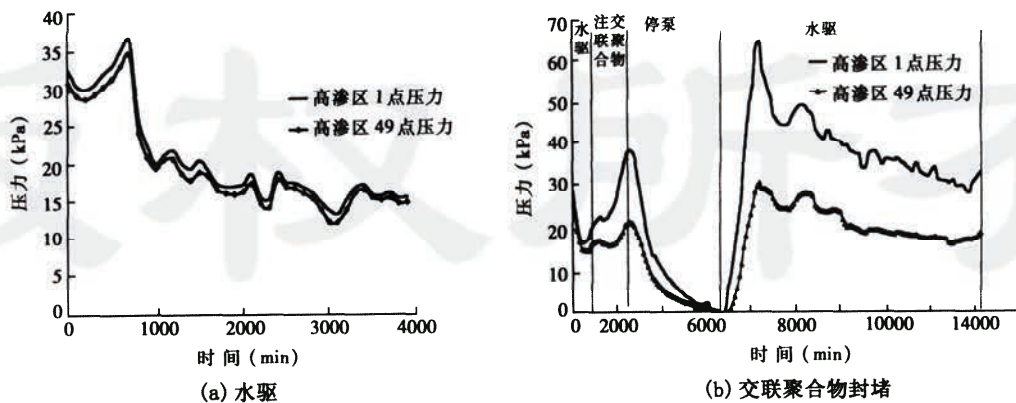 40
35
30
25
20
15
10
5
0
压力 (kPa)
高渗区 1点压力
高渗区 49点压力
0 1000 2000 3000 4000
时间 (min)
(a) 水驱
70
60
50
40
30
20
10
0
压力 (kPa)
水驱
注交联聚合物
停泵
水驱
高渗区 1点压力
高渗区 49点压力
0 2000 4000 6000 8000 10000 12000 14000
时间 (min)
(b) 交联聚合物封堵